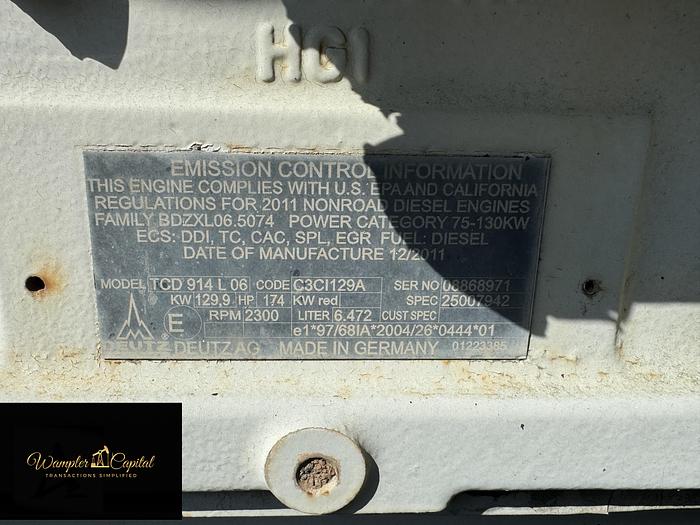 HGI
EMISSION CONTROL INFORMATION
THIS ENGINE COMPLIES WITH U.S. EPA AND CALIFORNIA
REGULATIONS FOR 2011 NONROAD DIESEL ENGINES
FAMILY BDZXL06.5074 POWER CATEGORY 75-130KW
ECS: DDI, TC, CAC, SPL, EGR FUEL: DIESEL
DATE OF MANUFACTURE 12/2011
MODEL TCD 914 L 06 CODE C3CI129A SER NO 08868971
KW 129,9 HP 174 KW red SPEC 25007942
E RPM 2300 LITER 6.472 CUST SPEC
e1*97/68IA*2004/26*0444*01
DEUTZ DEUTZ AG MADE IN GERMANY 01223385
Wampler Capital
TRANSACTIONS SIMPLIFIED